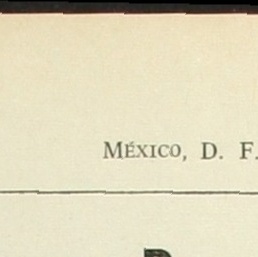 MÉXICO, D. F.